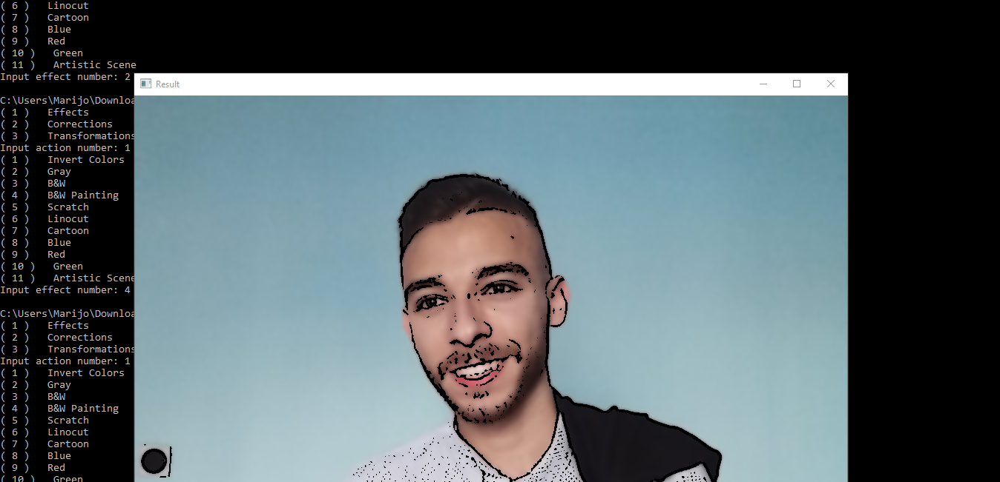 ( 6 )   Linocut
( 7 )   Cartoon
( 8 )   Blue
( 9 )   Red
( 10 )   Green
( 11 )   Artistic Scene
Input effect number: 2
Result
C:\Users\Marijo\Downloa
( 1 )   Effects
( 2 )   Corrections
( 3 )   Transformations
Input action number: 1
( 1 )   Invert Colors
( 2 )   Gray
( 3 )   B&W
( 4 )   B&W Painting
( 5 )   Scratch
( 6 )   Linocut
( 7 )   Cartoon
( 8 )   Blue
( 9 )   Red
( 10 )   Green
( 11 )   Artistic Scene
Input effect number: 4
C:\Users\Marijo\Downloa
( 1 )   Effects
( 2 )   Corrections
( 3 )   Transformations
Input action number: 1
( 1 )   Invert Colors
( 2 )   Gray
( 3 )   B&W
( 4 )   B&W Painting
( 5 )   Scratch
( 6 )   Linocut
( 7 )   Cartoon
( 8 )   Blue
( 9 )   Red
( 10 )   Green